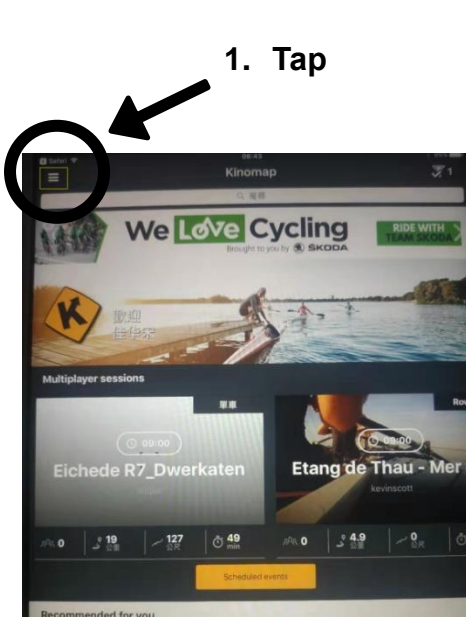 1. Tap
Safari
06:43
Kinomap
1
搜尋
We Love Cycling
Brought to you by ŠKODA
RIDE WITH
TEAM ŠKODA
K
歡迎
Multiplayer sessions
單車
Ro
09:00
09:00
Eichede R7_Dwerkaten
Etang de Thau - Mer
kevinscott
0
19
公里
127
公尺
49
min
0
4.9
公里
0
公尺
Scheduled events
Recommended for you